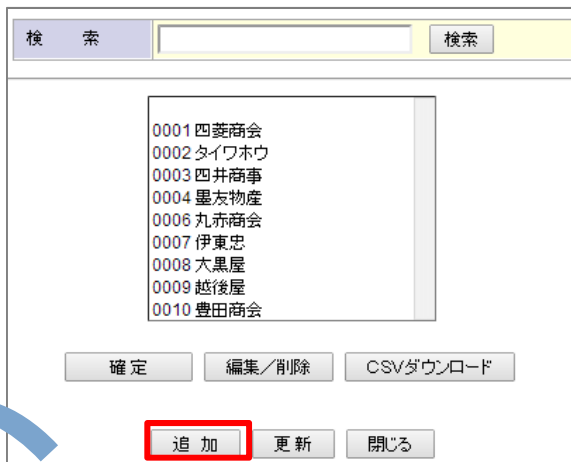 検 索 検索
0001 四菱商会
0002 タイワホウ
0003 四井商事
0004 墨友物産
0006 丸赤商会
0007 伊東忠
0008 大黒屋
0009 越後屋
0010 豊田商会
確 定 編集／削除 CSVダウンロード
追 加 更 新 閉じる